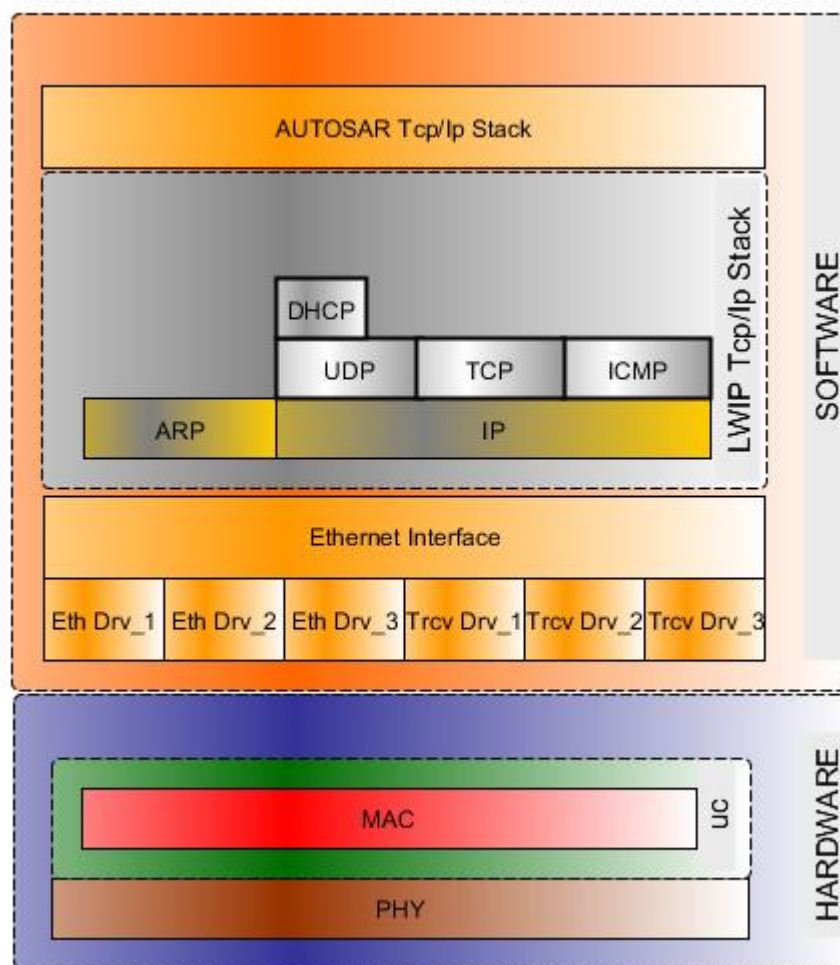 AUTOSAR Tcp/Ip Stack
LWIP Tcp/Ip Stack
SOFTWARE
DHCP
UDP
TCP
ICMP
ARP
IP
Ethernet Interface
Eth Drv_1
Eth Drv_2
Eth Drv_3
Trcv Drv_1
Trcv Drv_2
Trcv Drv_3
MAC
uc
HARDWARE
PHY